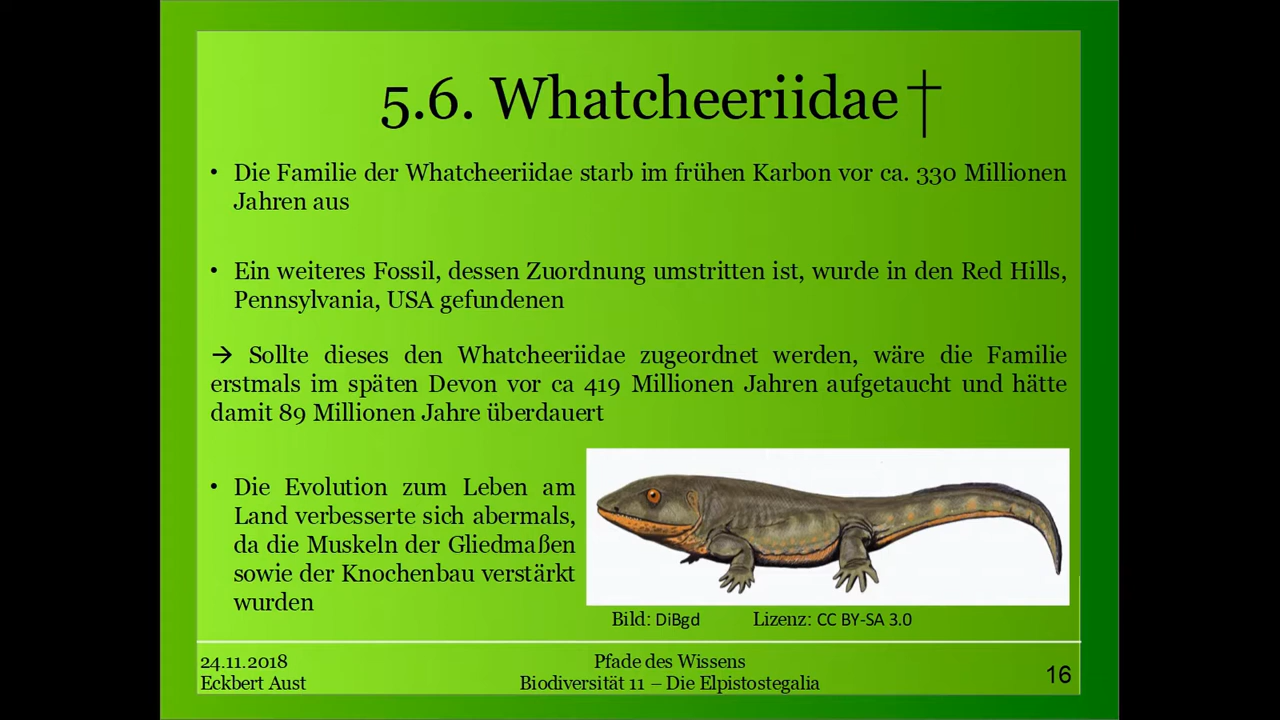 5.6. Whatcheeriidae†
• Die Familie der Whatcheeriidae starb im frühen Karbon vor ca. 330 Millionen
Jahren aus
• Ein weiteres Fossil, dessen Zuordnung umstritten ist, wurde in den Red Hills,
Pennsylvania, USA gefundenen
→ Sollte dieses den Whatcheeriidae zugeordnet werden, wäre die Familie
erstmals im späten Devon vor ca 419 Millionen Jahren aufgetaucht und hätte
damit 89 Millionen Jahre überdauert
• Die Evolution zum Leben am
Land verbesserte sich abermals,
da die Muskeln der Gliedmaßen
sowie der Knochenbau verstärkt
wurden
Bild: DiBgd Lizenz: CC BY-SA 3.0
24.11.2018
Eckbert Aust
Pfade des Wissens
Biodiversität 11 – Die Elpistostegalia
16